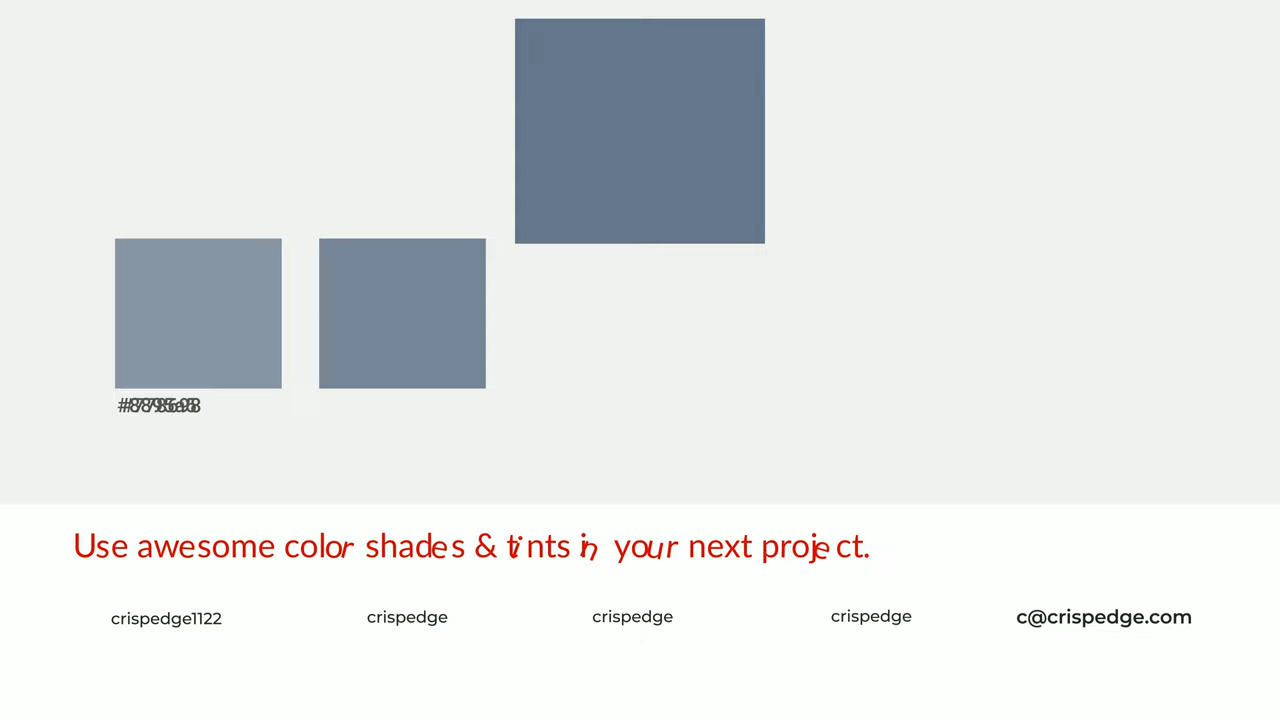 Use awesome color shades & tints in your next project.
crispedge1122 crispedge crispedge crispedge c@crispedge.com